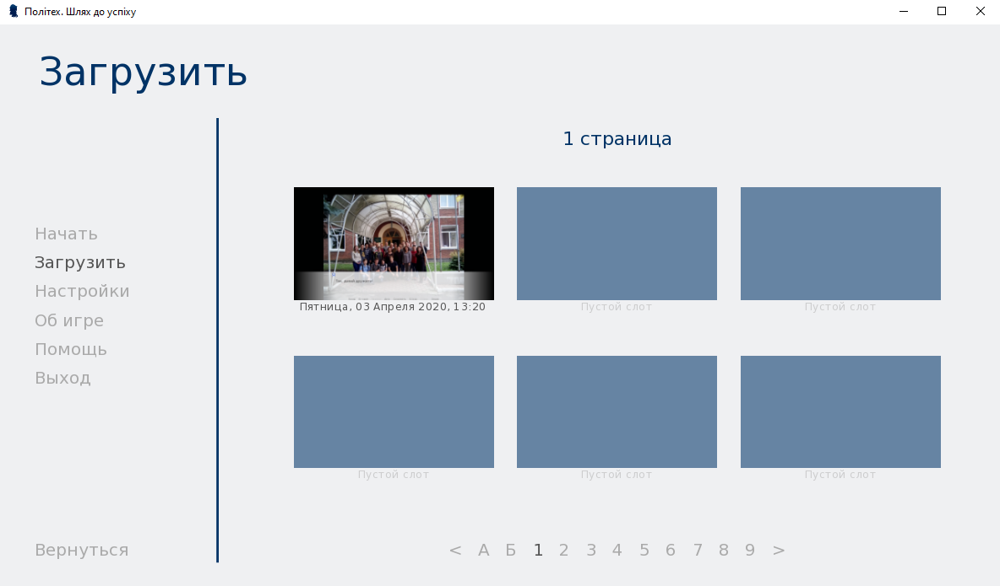 Політех. Шлях до успіху
Загрузить
1 страница
Начать
Загрузить
Настройки
Об игре
Помощь
Выход
Вернуться
Пятница, 03 Апреля 2020, 13:20
Пустой слот
Пустой слот
Пустой слот
Пустой слот
Пустой слот
< А Б 1 2 3 4 5 6 7 8 9 >